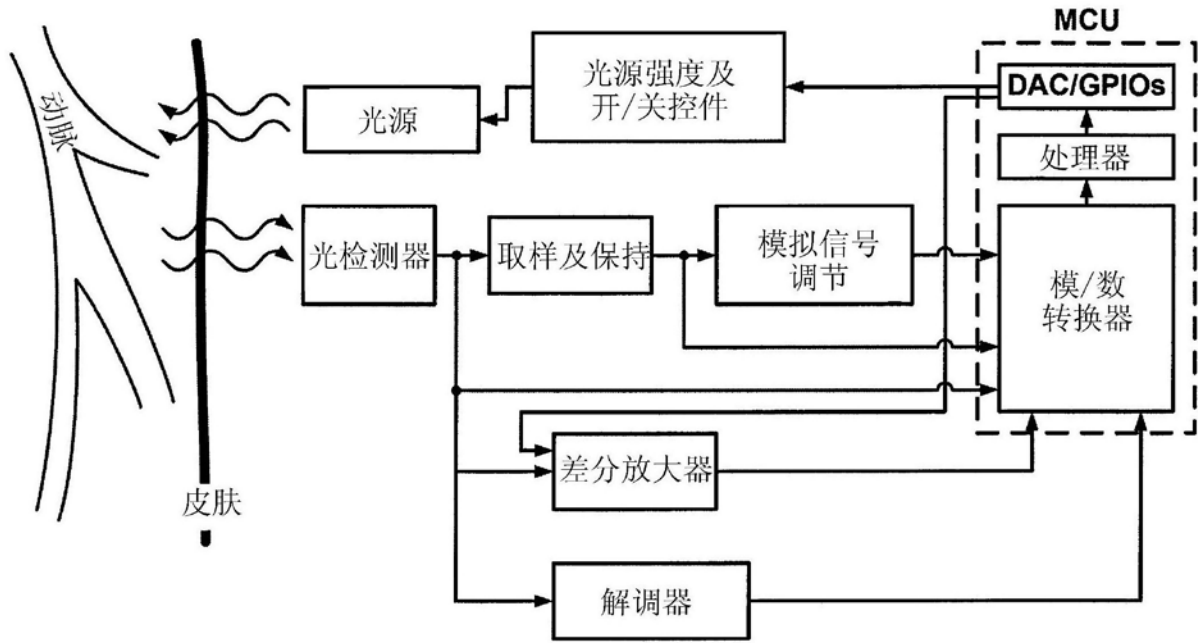 MCU
动脉
光源
光源强度及
开/关控件
DAC/GPIOs
处理器
光检测器
取样及保持
模拟信号
调节
模/数
转换器
差分放大器
皮肤
解调器